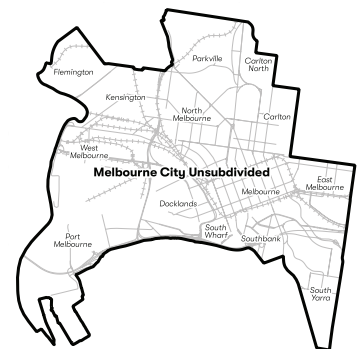 Parkville
Carlton
North
Flemington
Kensington
North
Melbourne
Carlton
West
Melbourne
Melbourne City Unsubdivided
East
Melbourne
Melbourne
Docklands
South
Wharf
Southbank
Port
Melbourne
South
Yarra